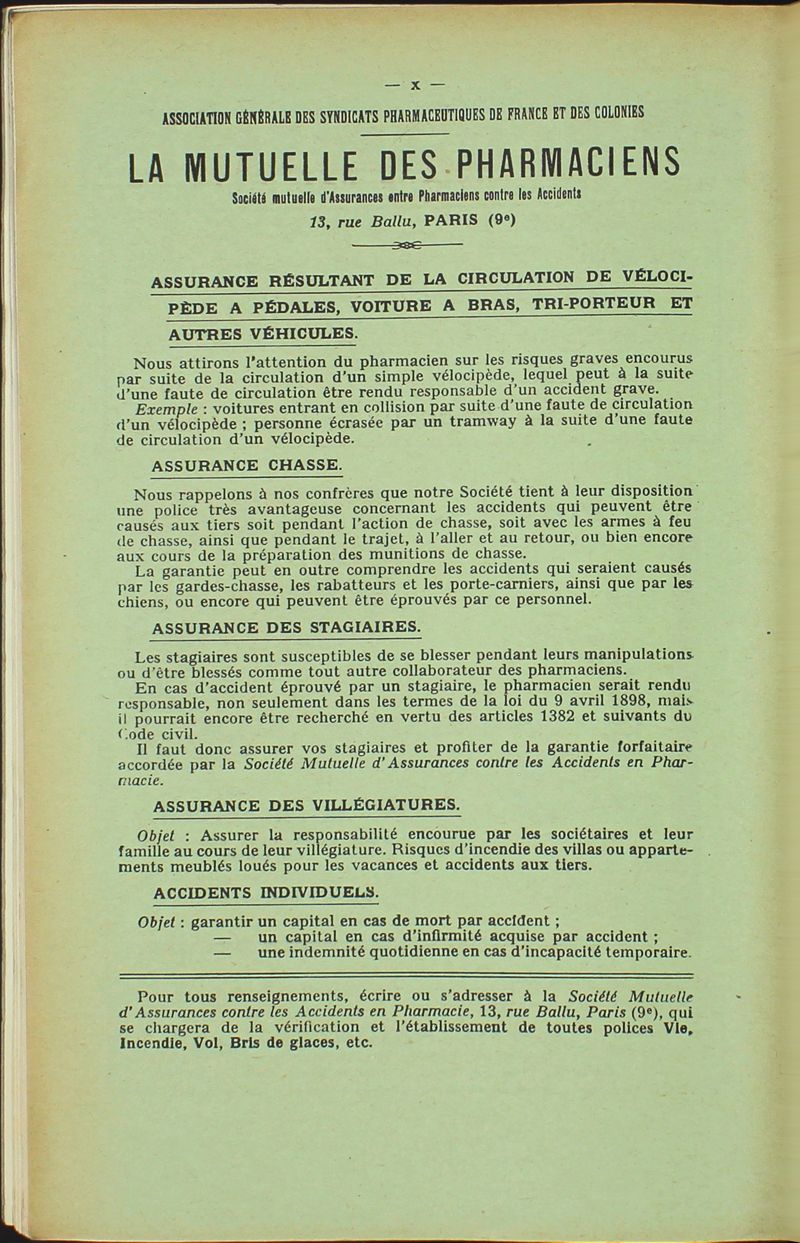 — X —
ASSOCIATION GÉNÉRALE DES SYNDICATS PHARMACEUTIQUES DE FRANCE ET DES COLONIES
LA MUTUELLE DES PHARMACIENS
Société mutuelle d'Assurances entre Pharmaciens contre les Accidents
13, rue Ballu, PARIS (9e)
ASSURANCE RÉSULTANT DE LA CIRCULATION DE VÉLOCI-
PÈDE A PÉDALES, VOITURE A BRAS, TRI-PORTEUR ET
AUTRES VÉHICULES.
Nous attirons l'attention du pharmacien sur les risques graves encourus
par suite de la circulation d'un simple vélocipède, lequel peut à la suite
d'une faute de circulation être rendu responsable d'un accident grave.
Exemple : voitures entrant en collision par suite d'une faute de circulation
d'un vélocipède ; personne écrasée par un tramway à la suite d'une faute
de circulation d'un vélocipède.
ASSURANCE CHASSE.
Nous rappelons à nos confrères que notre Société tient à leur disposition
une police très avantageuse concernant les accidents qui peuvent être
causés aux tiers soit pendant l'action de chasse, soit avec les armes à feu
de chasse, ainsi que pendant le trajet, à l'aller et au retour, ou bien encore
aux cours de la préparation des munitions de chasse.
La garantie peut en outre comprendre les accidents qui seraient causés
par les gardes-chasse, les rabatteurs et les porte-carniers, ainsi que par les
chiens, ou encore qui peuvent être éprouvés par ce personnel.
ASSURANCE DES STAGIAIRES.
Les stagiaires sont susceptibles de se blesser pendant leurs manipulations
ou d'être blessés comme tout autre collaborateur des pharmaciens.
En cas d'accident éprouvé par un stagiaire, le pharmacien serait rendu
responsable, non seulement dans les termes de la loi du 9 avril 1898, mais
il pourrait encore être recherché en vertu des articles 1382 et suivants du
Code civil.
Il faut donc assurer vos stagiaires et profiter de la garantie forfaitaire
accordée par la Société Mutuelle d'Assurances contre les Accidents en Phar-
macie.
ASSURANCE DES VILLÉGIATURES.
Objet : Assurer la responsabilité encourue par les sociétaires et leur
famille au cours de leur villégiature. Risques d'incendie des villas ou apparte-
ments meublés loués pour les vacances et accidents aux tiers.
ACCIDENTS INDIVIDUELS.
Objet : garantir un capital en cas de mort par accident ;
— un capital en cas d'infirmité acquise par accident ;
— une indemnité quotidienne en cas d'incapacité temporaire.
Pour tous renseignements, écrire ou s'adresser à la Société Mutuelle
d'Assurances contre les Accidents en Pharmacie, 13, rue Ballu, Paris (9e), qui
se chargera de la vérification et l'établissement de toutes polices Vie,
Incendie, Vol, Bris de glaces, etc.